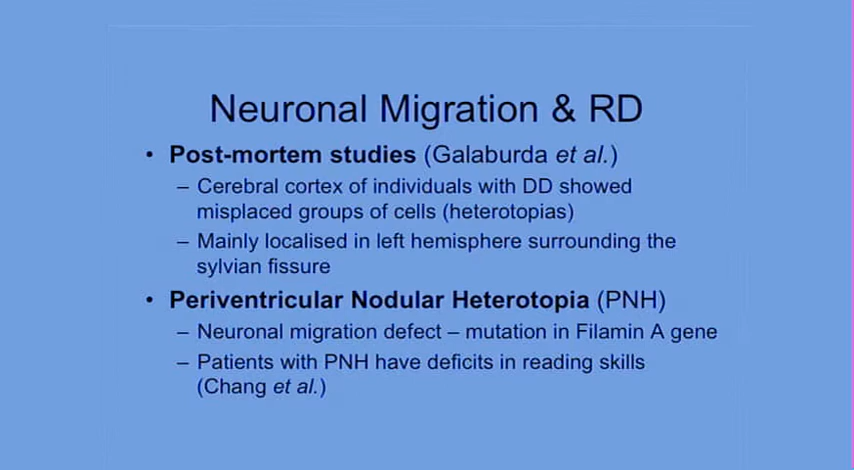 Neuronal Migration & RD
• Post-mortem studies (Galaburda et al.)
– Cerebral cortex of individuals with DD showed
misplaced groups of cells (heterotopias)
– Mainly localised in left hemisphere surrounding the
sylvian fissure
• Periventricular Nodular Heterotopia (PNH)
– Neuronal migration defect – mutation in Filamin A gene
– Patients with PNH have deficits in reading skills
(Chang et al.)